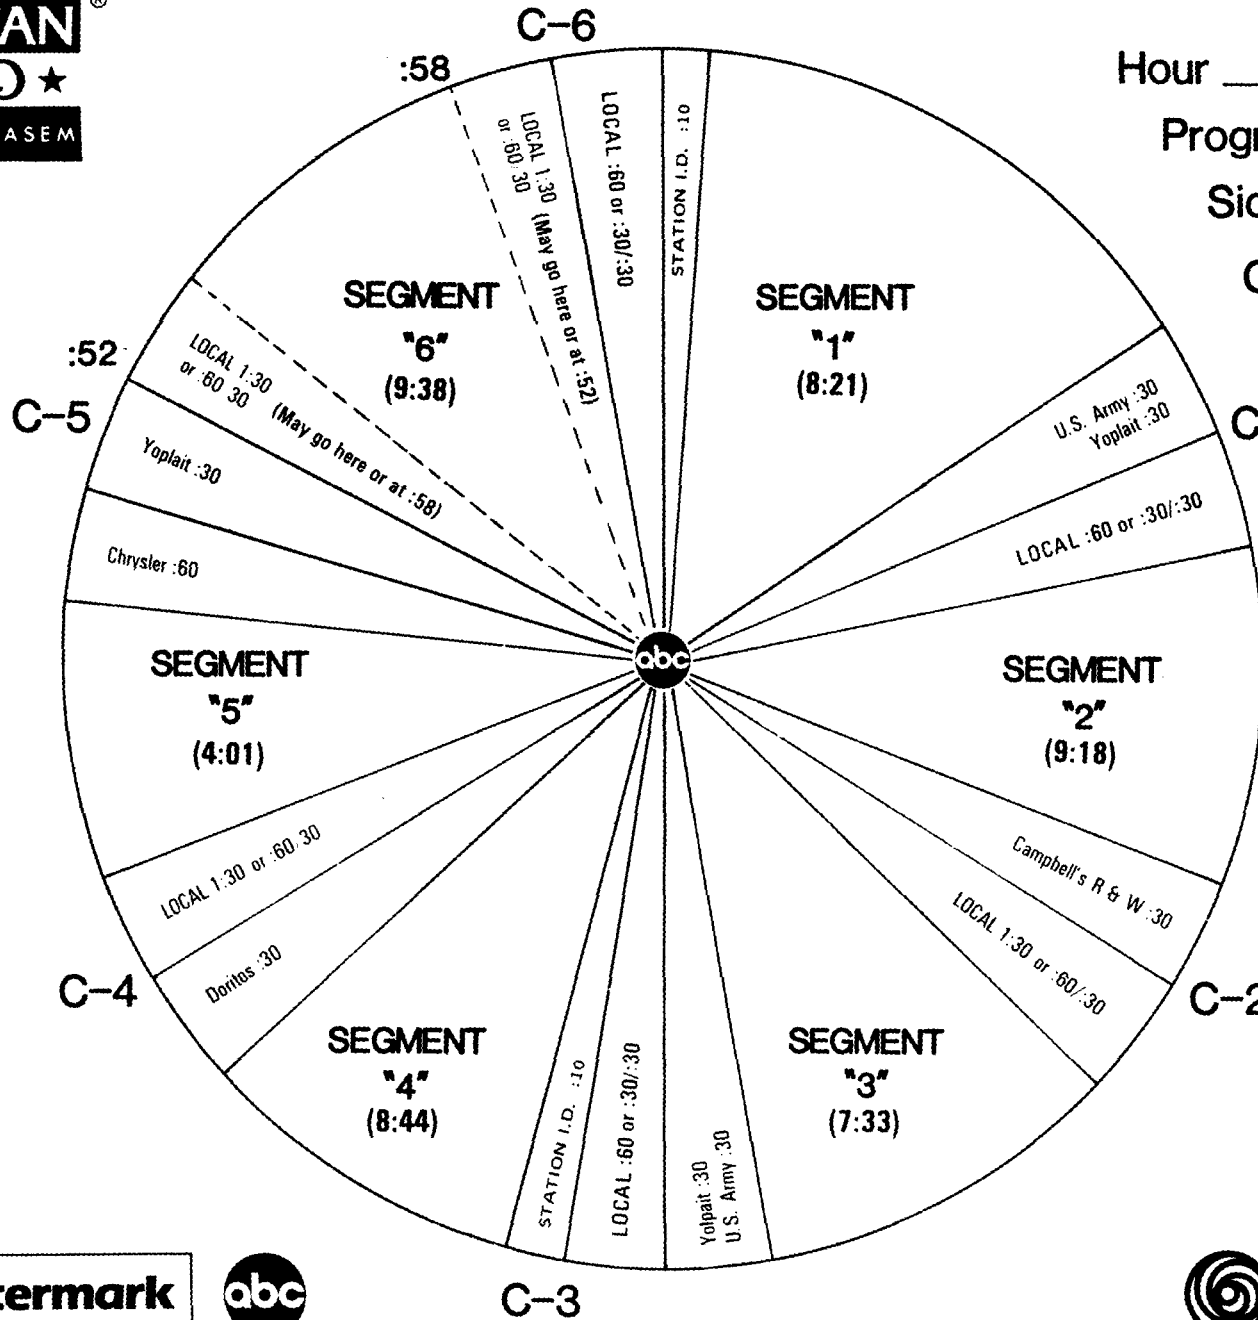 AN
®
ASEM
C-6
:58
Hour
Progr
Sic
C
LOCAL 1:30
or :60/30 (May go here or at :52)
LOCAL :60 or :30/:30
STATION I.D. :10
SEGMENT
"1"
(8:21)
U.S. Army :30
Yoplait :30
C
LOCAL :60 or :30/:30
SEGMENT
"2"
(9:18)
Campbell's R & W :30
C-2
LOCAL 1:30 or :60/:30
SEGMENT
"3"
(7:33)
Yolpait :30
U.S. Army :30
LOCAL :60 or :30/:30
STATION I.D. :10
C-3
SEGMENT
"4"
(8:44)
Doritos :30
C-4
LOCAL 1:30 or :60/30
SEGMENT
"5"
(4:01)
Chrysler :60
Yoplait :30
C-5
:52
LOCAL 1:30
or :60 30 (May go here or at :58)
SEGMENT
"6"
(9:38)
abc
termark
abc